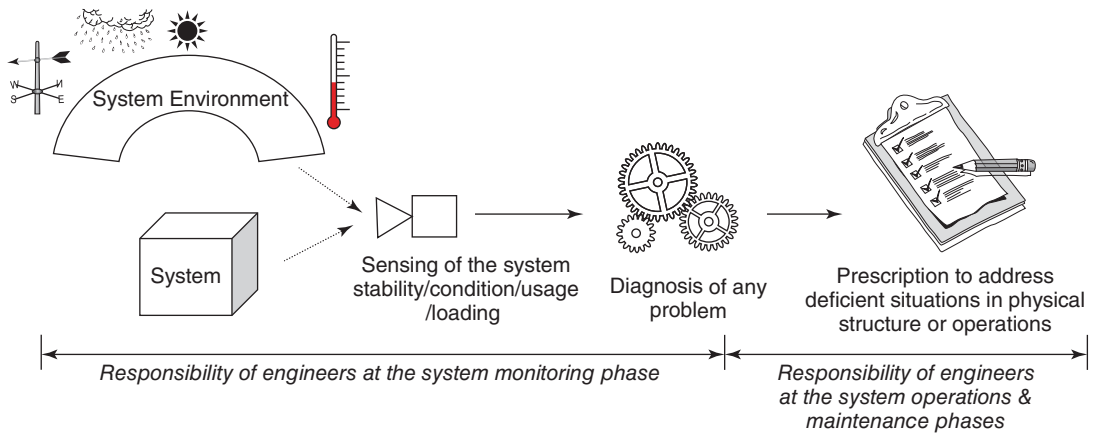 W
N
S
E
System Environment
System
Sensing of the system
stability/condition/usage
/loading
Diagnosis of any
problem
Prescription to address
deficient situations in physical
structure or operations
Responsibility of engineers at the system monitoring phase
Responsibility of engineers
at the system operations &
maintenance phases